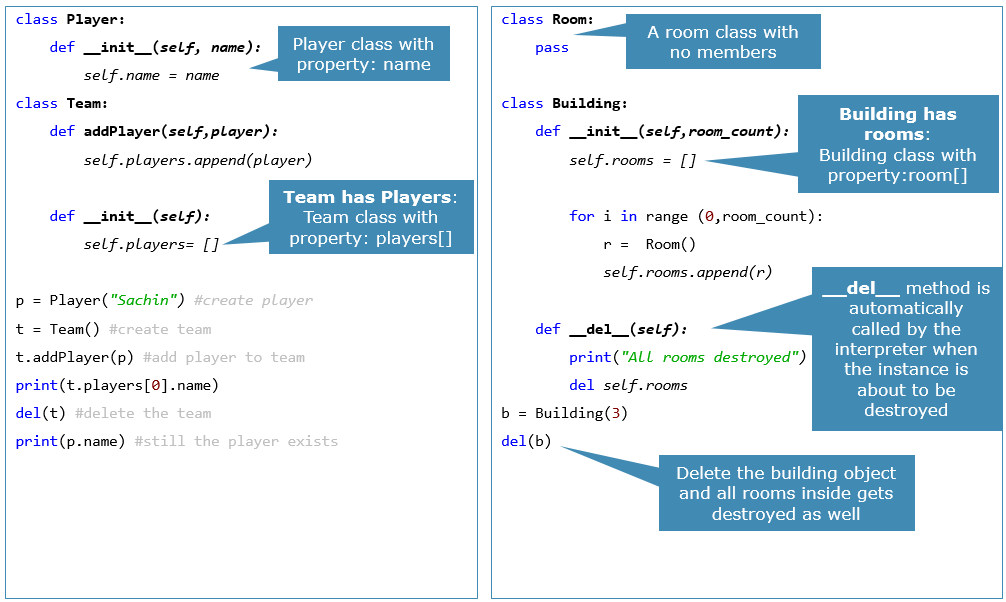 class Player:
def __init__(self, name):
self.name = name
Player class with
property: name
class Team:
def addPlayer(self,player):
self.players.append(player)
def __init__(self):
self.players= []
Team has Players:
Team class with
property: players[]
p = Player("Sachin") #create player
t = Team() #create team
t.addPlayer(p) #add player to team
print(t.players[0].name)
del(t) #delete the team
print(p.name) #still the player exists
class Room:
pass
A room class with
no members
class Building:
def __init__(self,room_count):
self.rooms = []
Building has
rooms:
Building class with
property:room[]
for i in range (0,room_count):
r = Room()
self.rooms.append(r)
def __del__(self):
print("All rooms destroyed")
del self.rooms
__del__ method is
automatically
called by the
interpreter when
the instance is
about to be
destroyed
b = Building(3)
del(b)
Delete the building object
and all rooms inside gets
destroyed as well